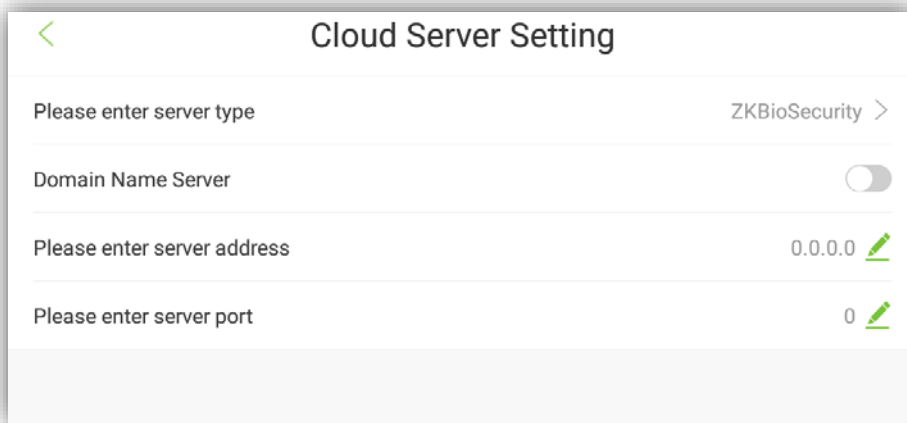 Cloud Server Setting
Please enter server type ZKBioSecurity
Domain Name Server
Please enter server address 0.0.0.0
Please enter server port 0